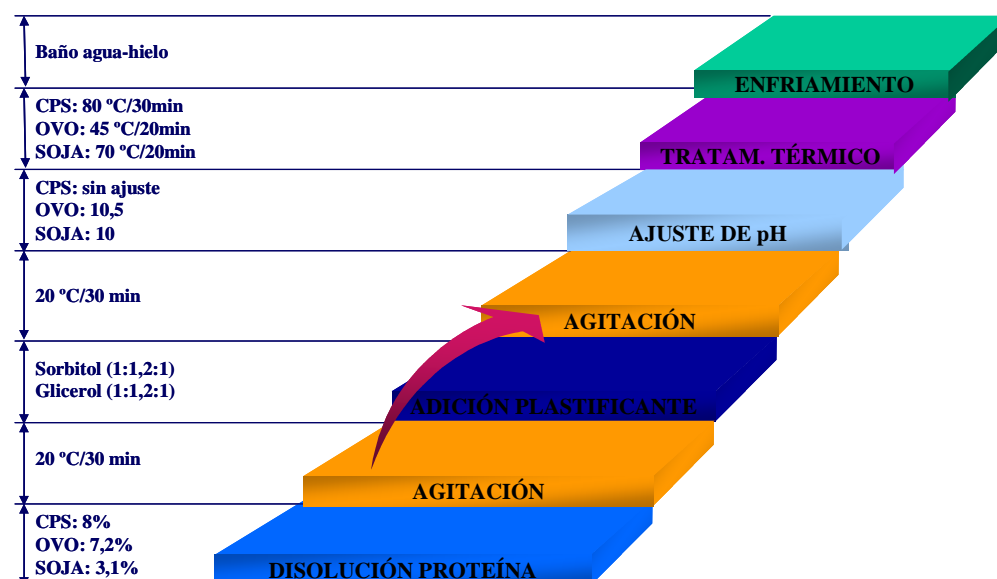 Baño agua-hielo
ENFRIAMIENTO
CPS: 80 ºC/30min
OVO: 45 ºC/20min
SOJA: 70 ºC/20min
TRATAM. TÉRMICO
CPS: sin ajuste
OVO: 10,5
SOJA: 10
AJUSTE DE pH
20 ºC/30 min
AGITACIÓN
Sorbitol (1:1,2:1)
Glicerol (1:1,2:1)
ADICIÓN PLASTIFICANTE
20 ºC/30 min
AGITACIÓN
CPS: 8%
OVO: 7,2%
SOJA: 3,1%
DISOLUCIÓN PROTEÍNA